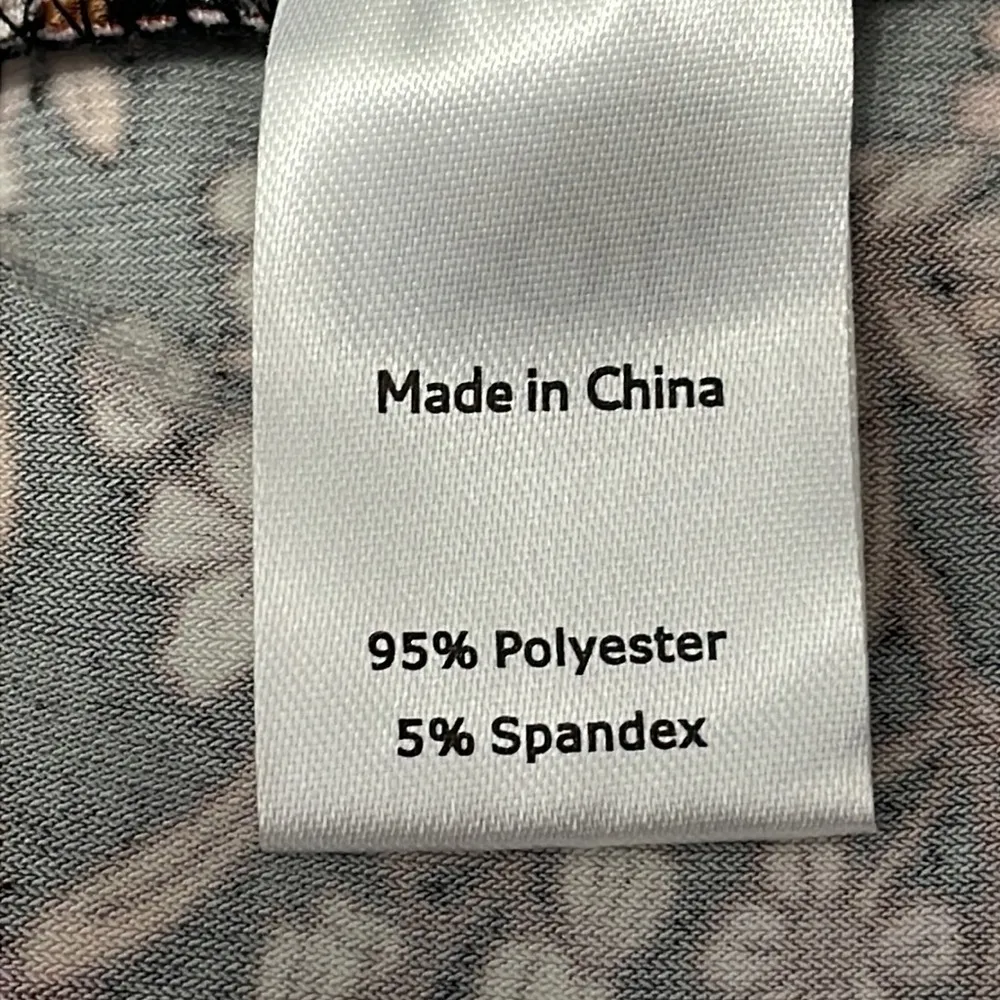 Made in China
95% Polyester
5% Spandex